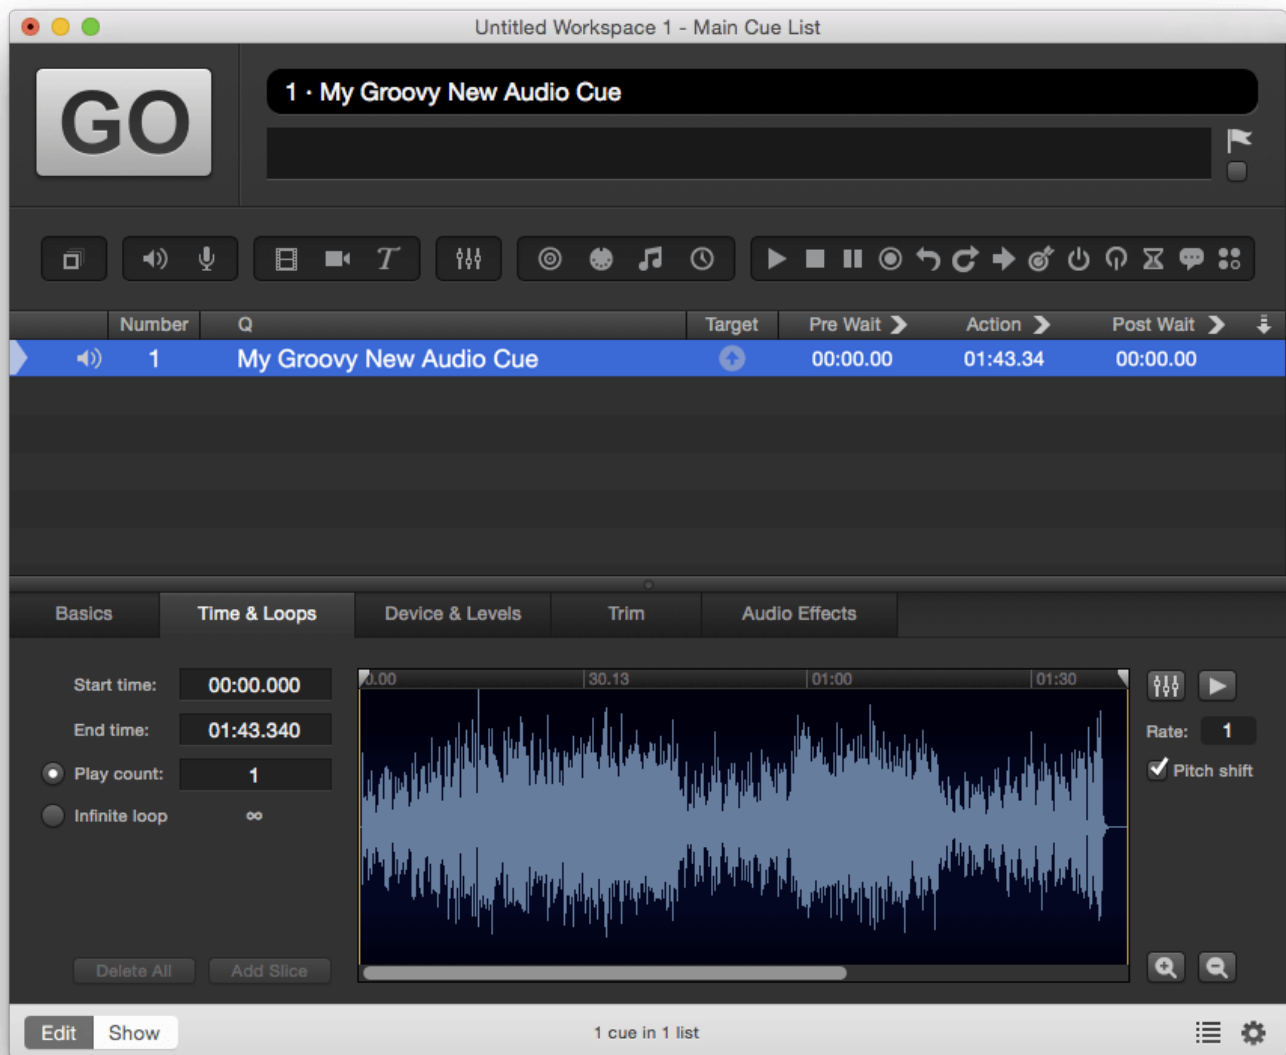 Untitled Workspace 1 - Main Cue List
GO
1 · My Groovy New Audio Cue
T
Number Q Target Pre Wait Action Post Wait
1 My Groovy New Audio Cue 00:00.00 01:43.34 00:00.00
Basics Time & Loops Device & Levels Trim Audio Effects
Start time: 00:00.000
End time: 01:43.340
Play count: 1
Infinite loop ∞
0.00 30.13 01:00 01:30
Rate: 1
Pitch shift
Delete All Add Slice
Edit Show 1 cue in 1 list